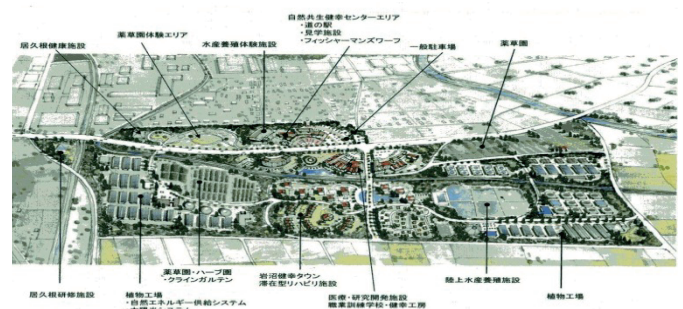 自然共生健幸センターエリア
・道の駅
・見学施設
・フィッシャーマンズワーフ
薬草園体験エリア
居久根健康施設
水産養殖体験施設
一般駐車場
薬草園
薬草園・ハーブ園
・クラインガルテン
岩沼健幸タウン
滞在型リハビリ施設
陸上水産養殖施設
居久根研修施設
植物工場
・自然エネルギー供給システム
医療・研究開発施設
職業訓練学校・健幸工房
植物工場